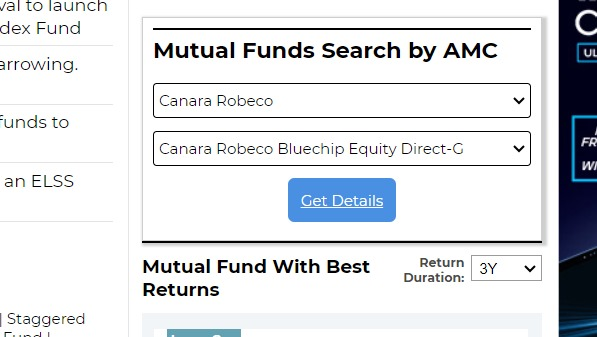 val to launch
dex Fund
arrowing.
funds to
an ELSS
| Staggered
Fund |
Mutual Funds Search by AMC
Canara Robeco
Canara Robeco Bluechip Equity Direct-G
Get Details
Mutual Fund With Best
Returns
Return
Duration:
3Y
UL
FR
WI